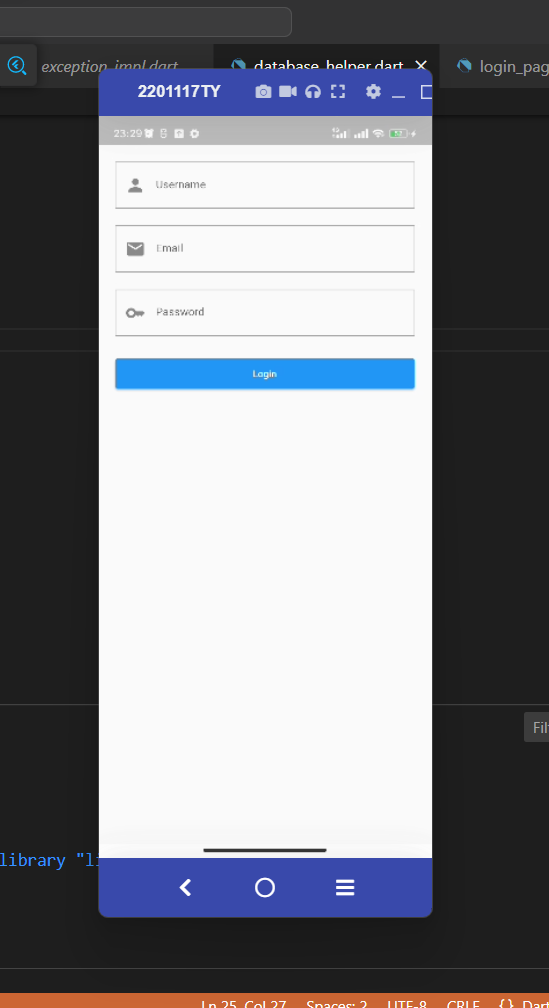 exception_impl.dart database_helper.dart login_pag
2201117TY
23:29 52
Username
Email
Password
Login
Filt
library "li
Ln 25, Col 27 Spaces: 2 UTF-8 CRLF {} Dart